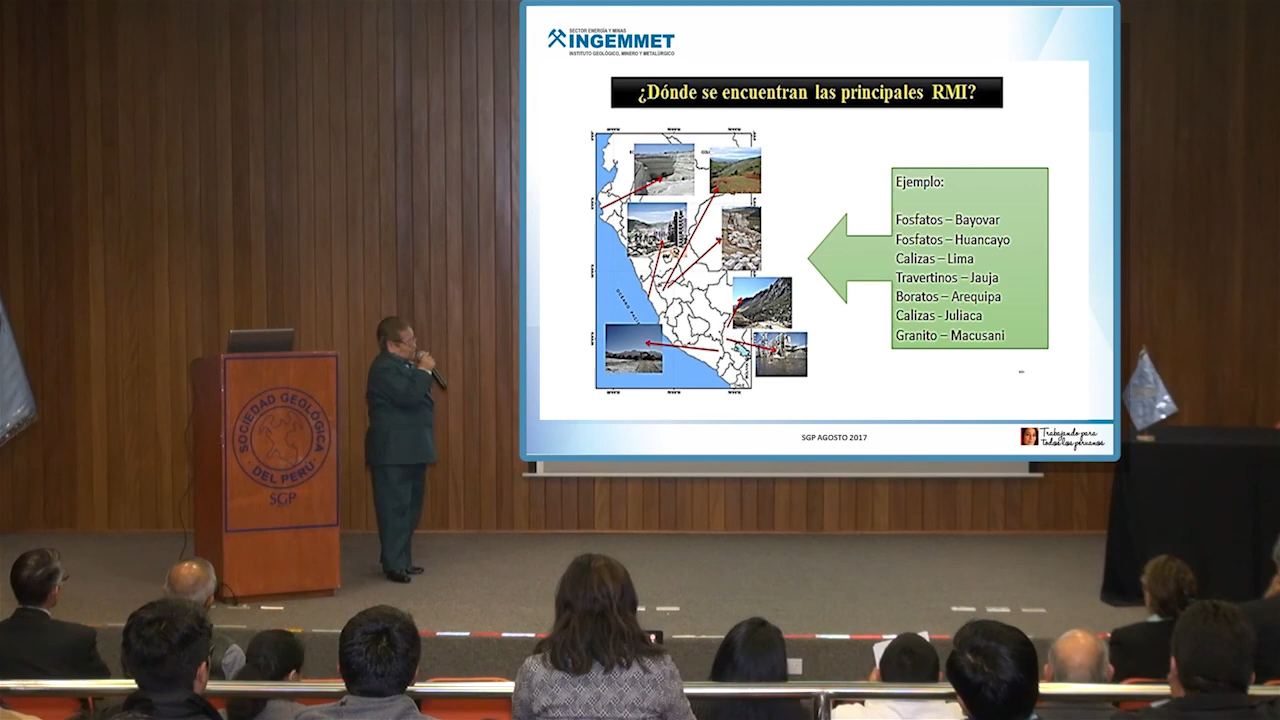 SECTOR ENERGÍA Y MINAS
INGEMMET
INSTITUTO GEOLÓGICO, MINERO Y METALÚRGICO
¿Dónde se encuentran las principales RMI?
Ejemplo:
Fosfatos – Bayovar
Fosfatos – Huancayo
Calizas – Lima
Travertinos – Jauja
Boratos – Arequipa
Calizas - Juliaca
Granito – Macusani
SGP AGOSTO 2017
Trabajando para
todos los peruanos
SOCIEDAD GEOLÓGICA
DEL PERU
SGP